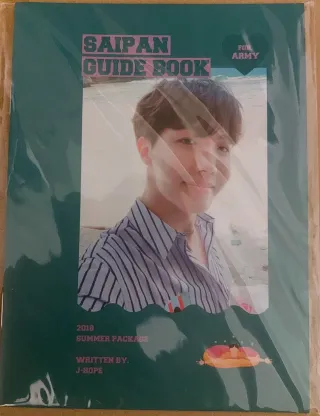 SAIPAN
GUIDE BOOK
FOR.
ARMY
2018
SUMMER PACKAGE
WRITTEN BY.
J-HOPE